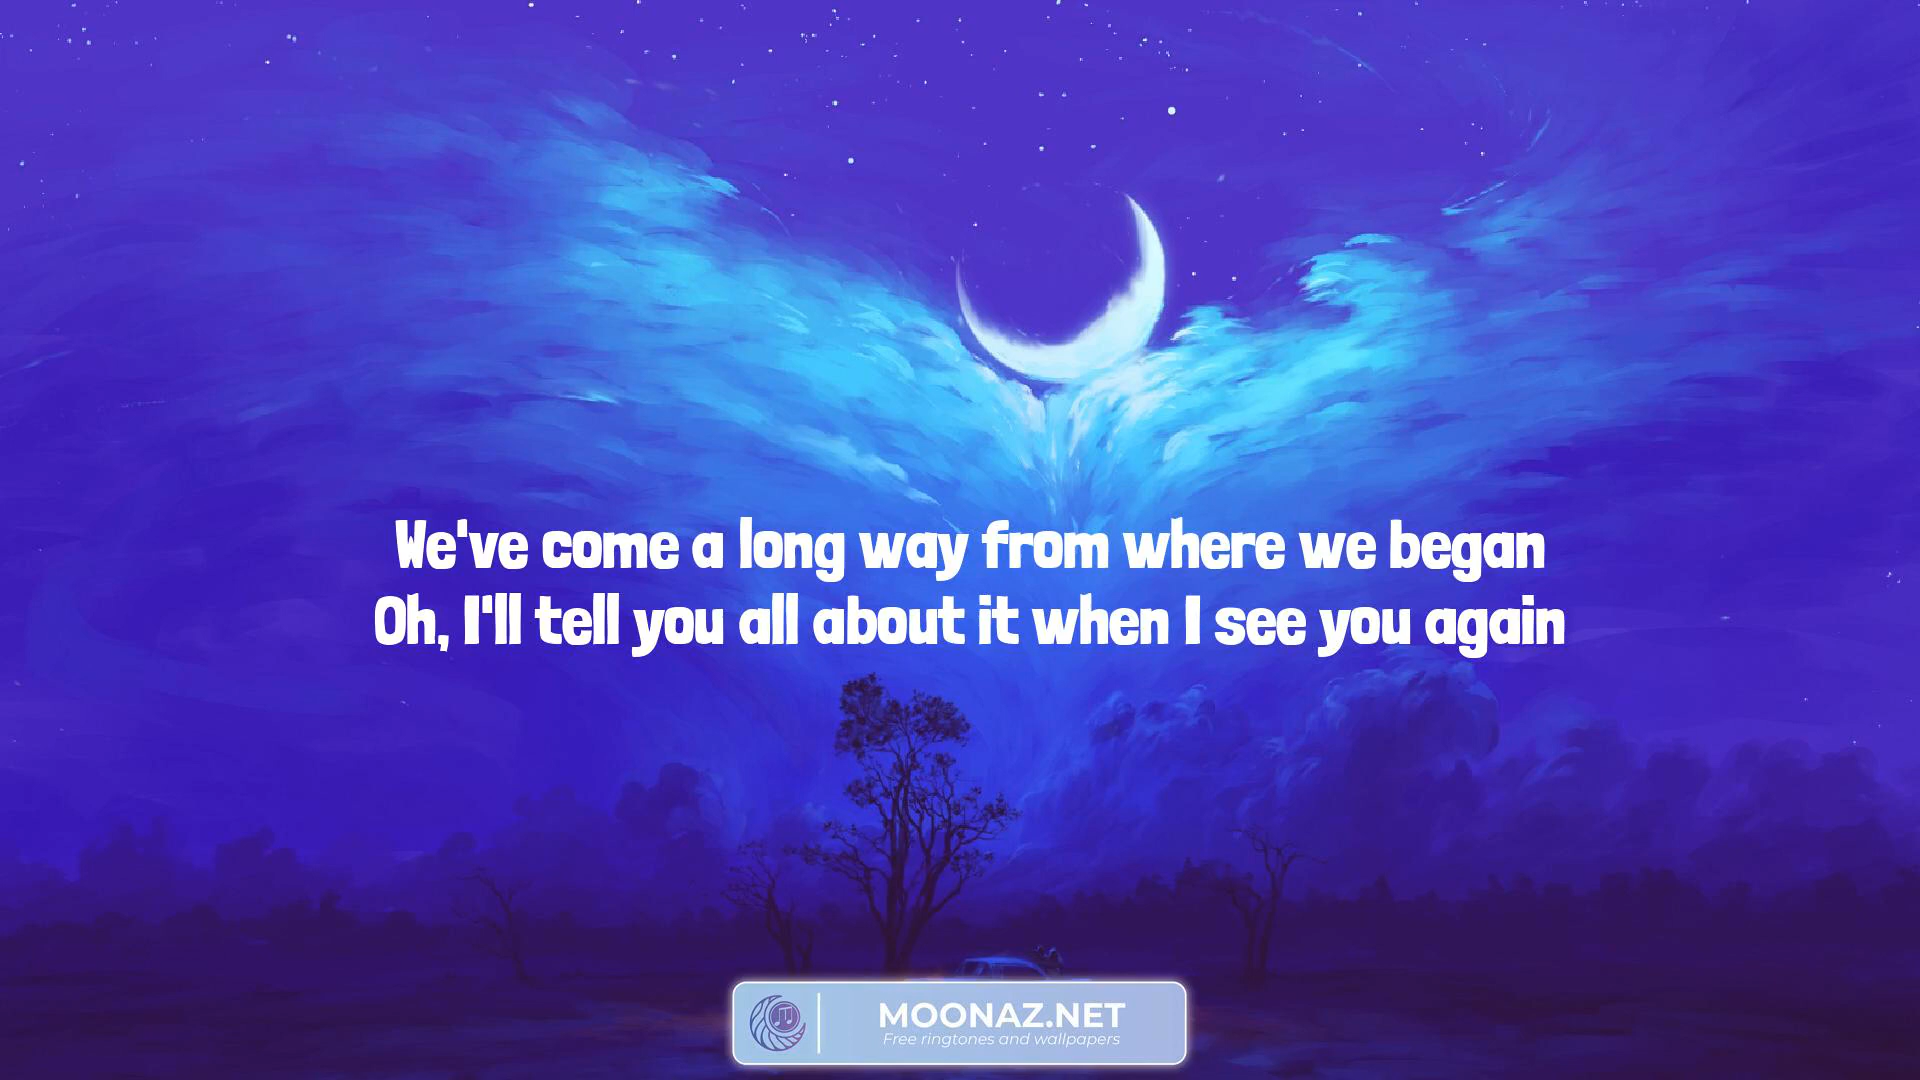 We've come a long way from where we began
Oh, I'll tell you all about it when I see you again
MOONAZ.NET
Free ringtones and wallpapers